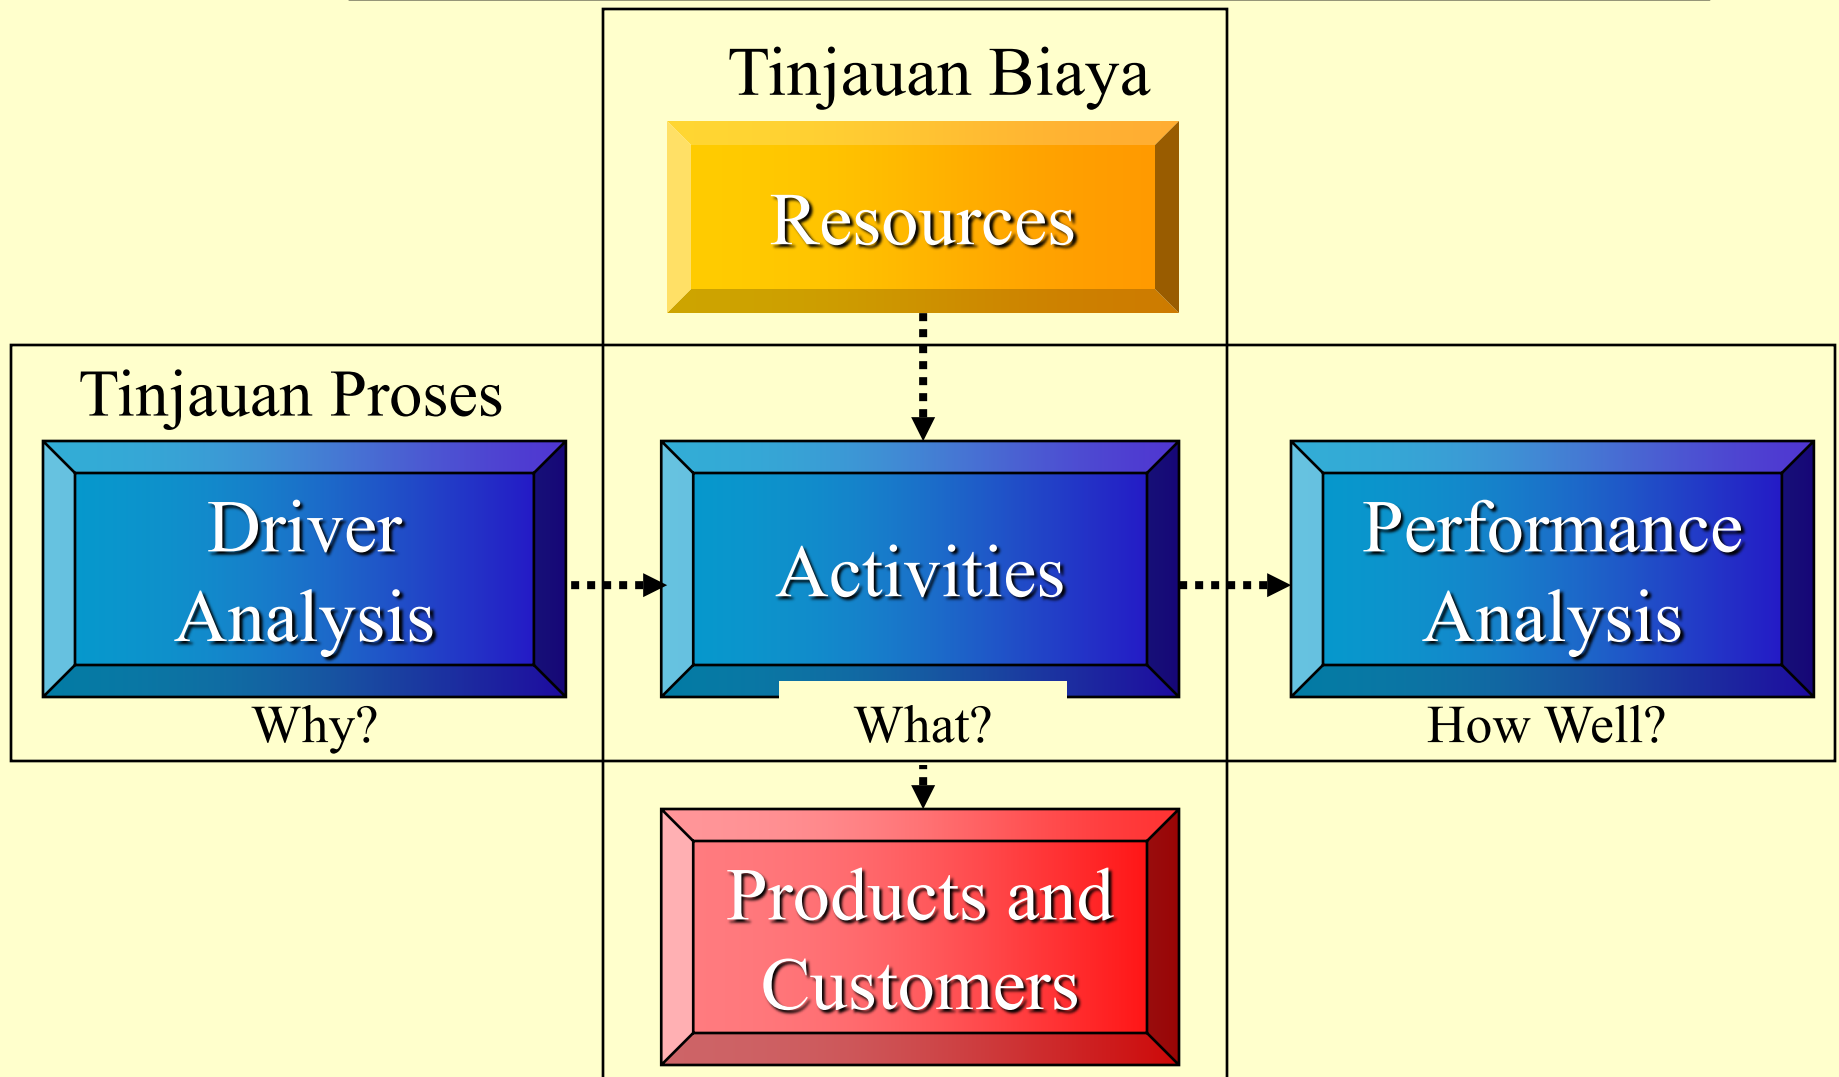 Tinjauan Biaya
Resources
Tinjauan Proses
Driver
Analysis
Why?
Activities
What?
Performance
Analysis
How Well?
Products and
Customers